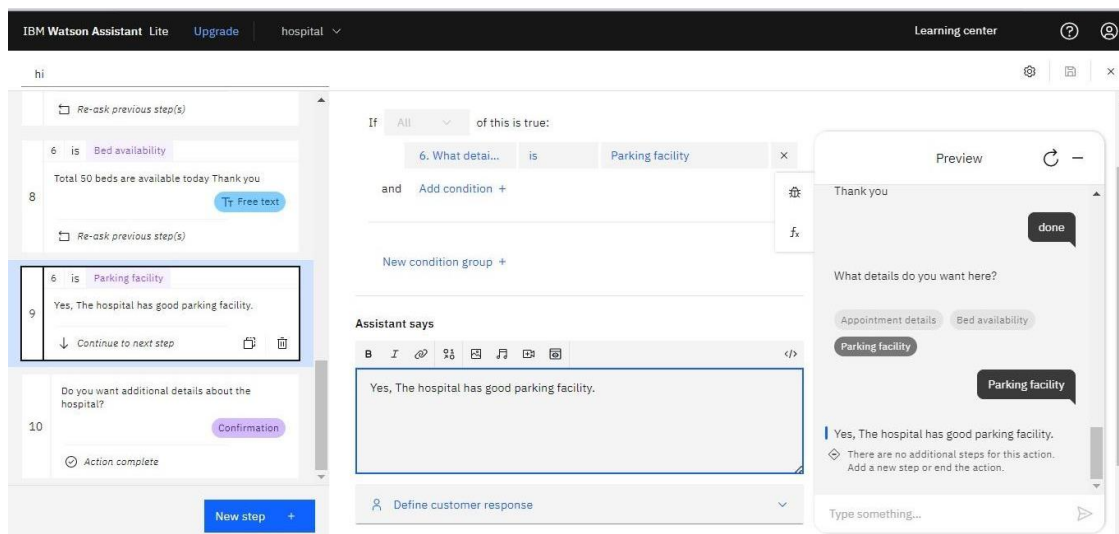 IBM Watson Assistant Lite Upgrade hospital Learning center
hi
Re-ask previous step(s)
6 is Bed availability
Total 50 beds are available today Thank you
8
Free text
Re-ask previous step(s)
6 is Parking facility
Yes, The hospital has good parking facility.
9
Continue to next step
Do you want additional details about the
hospital?
10
Confirmation
Action complete
New step +
If All of this is true:
6. What detai... is Parking facility ×
and Add condition +
fx
New condition group +
Assistant says
B I </>
Yes, The hospital has good parking facility.
Define customer response
Preview
Thank you
done
What details do you want here?
Appointment details Bed availability
Parking facility
Parking facility
Yes, The hospital has good parking facility.
There are no additional steps for this action.
Add a new step or end the action.
Type something...